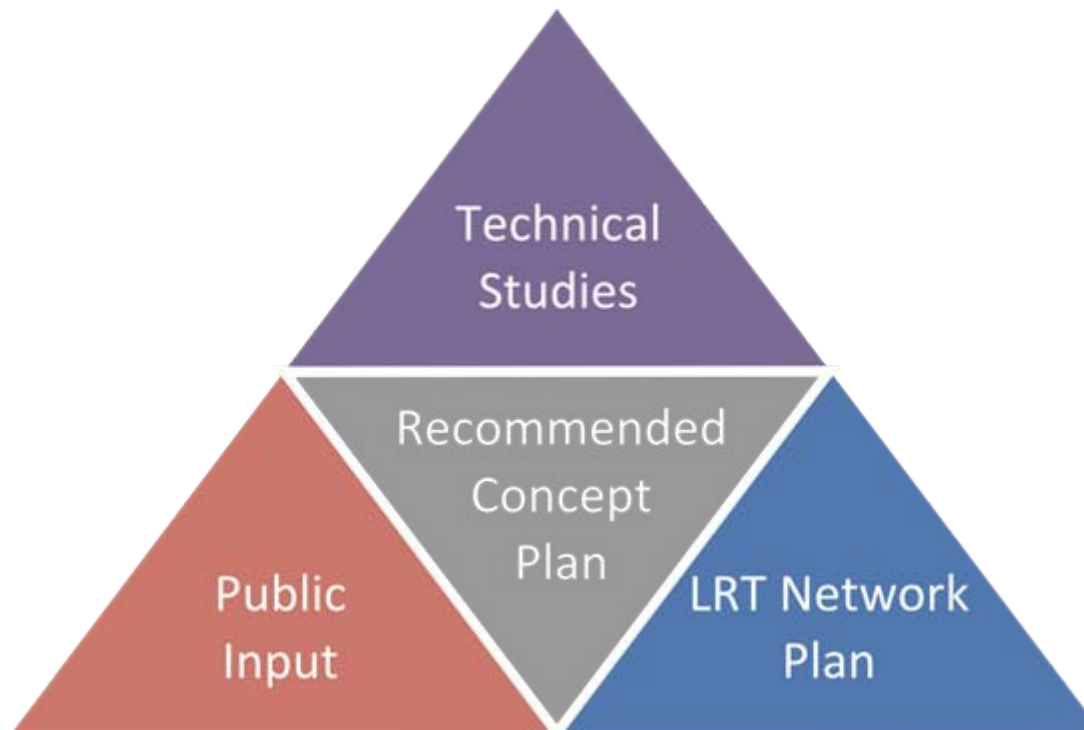 Technical
Studies
Recommended
Concept
Plan
Public
Input
LRT Network
Plan